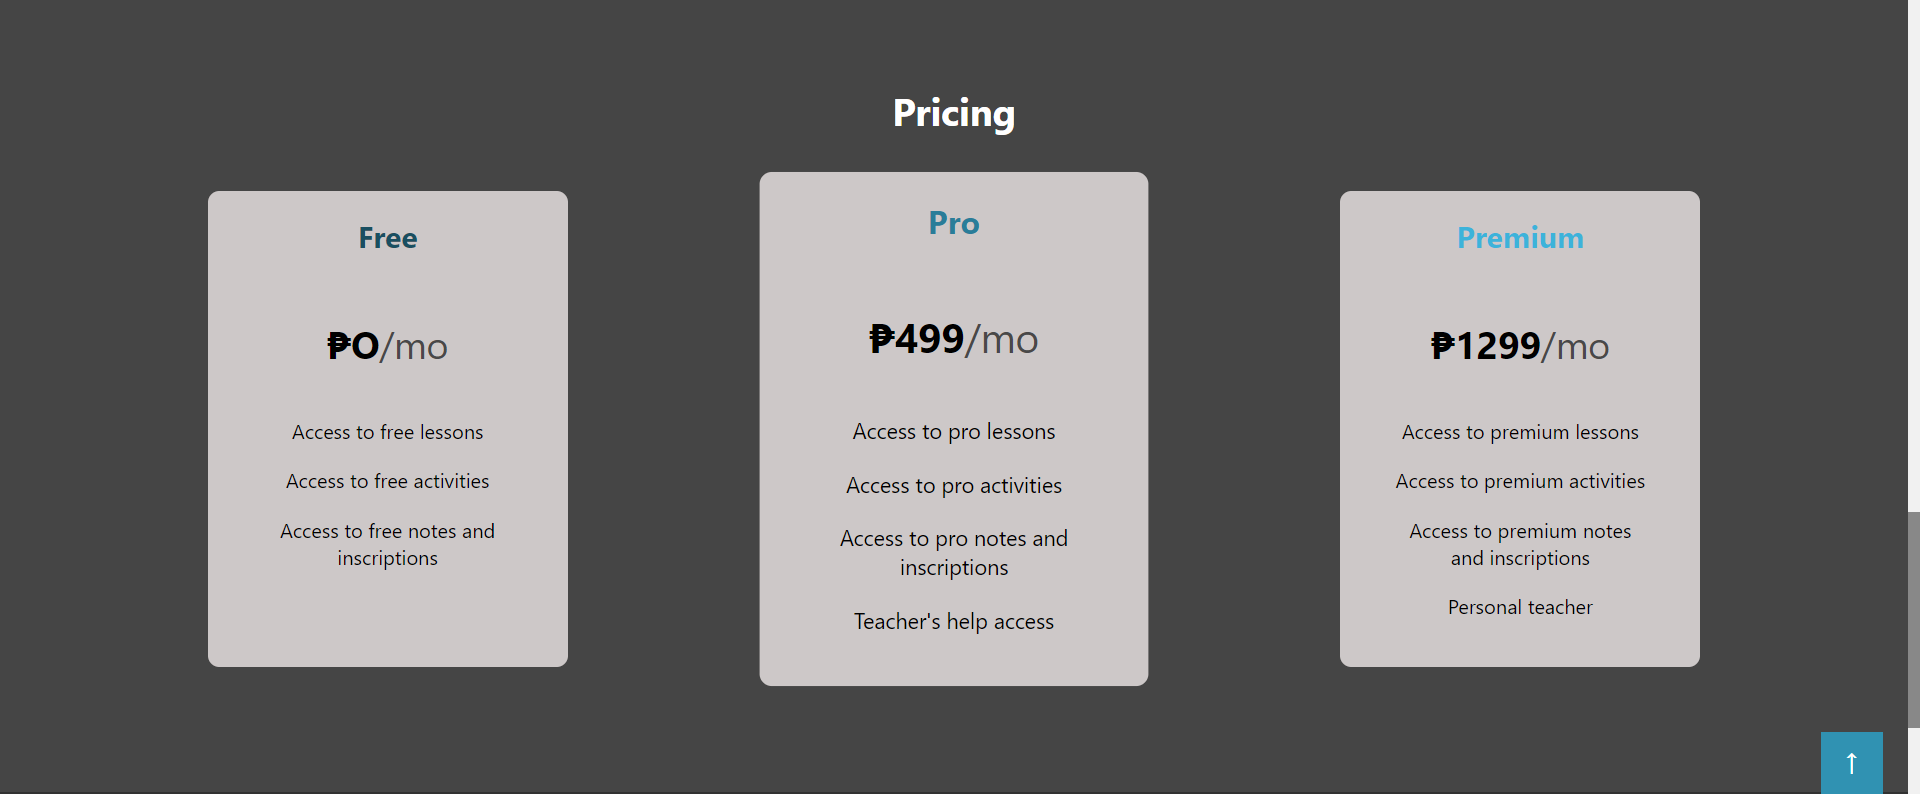 Pricing
Free
₱O/mo
Access to free lessons
Access to free activities
Access to free notes and
inscriptions
Pro
₱499/mo
Access to pro lessons
Access to pro activities
Access to pro notes and
inscriptions
Teacher's help access
Premium
₱1299/mo
Access to premium lessons
Access to premium activities
Access to premium notes
and inscriptions
Personal teacher
↑